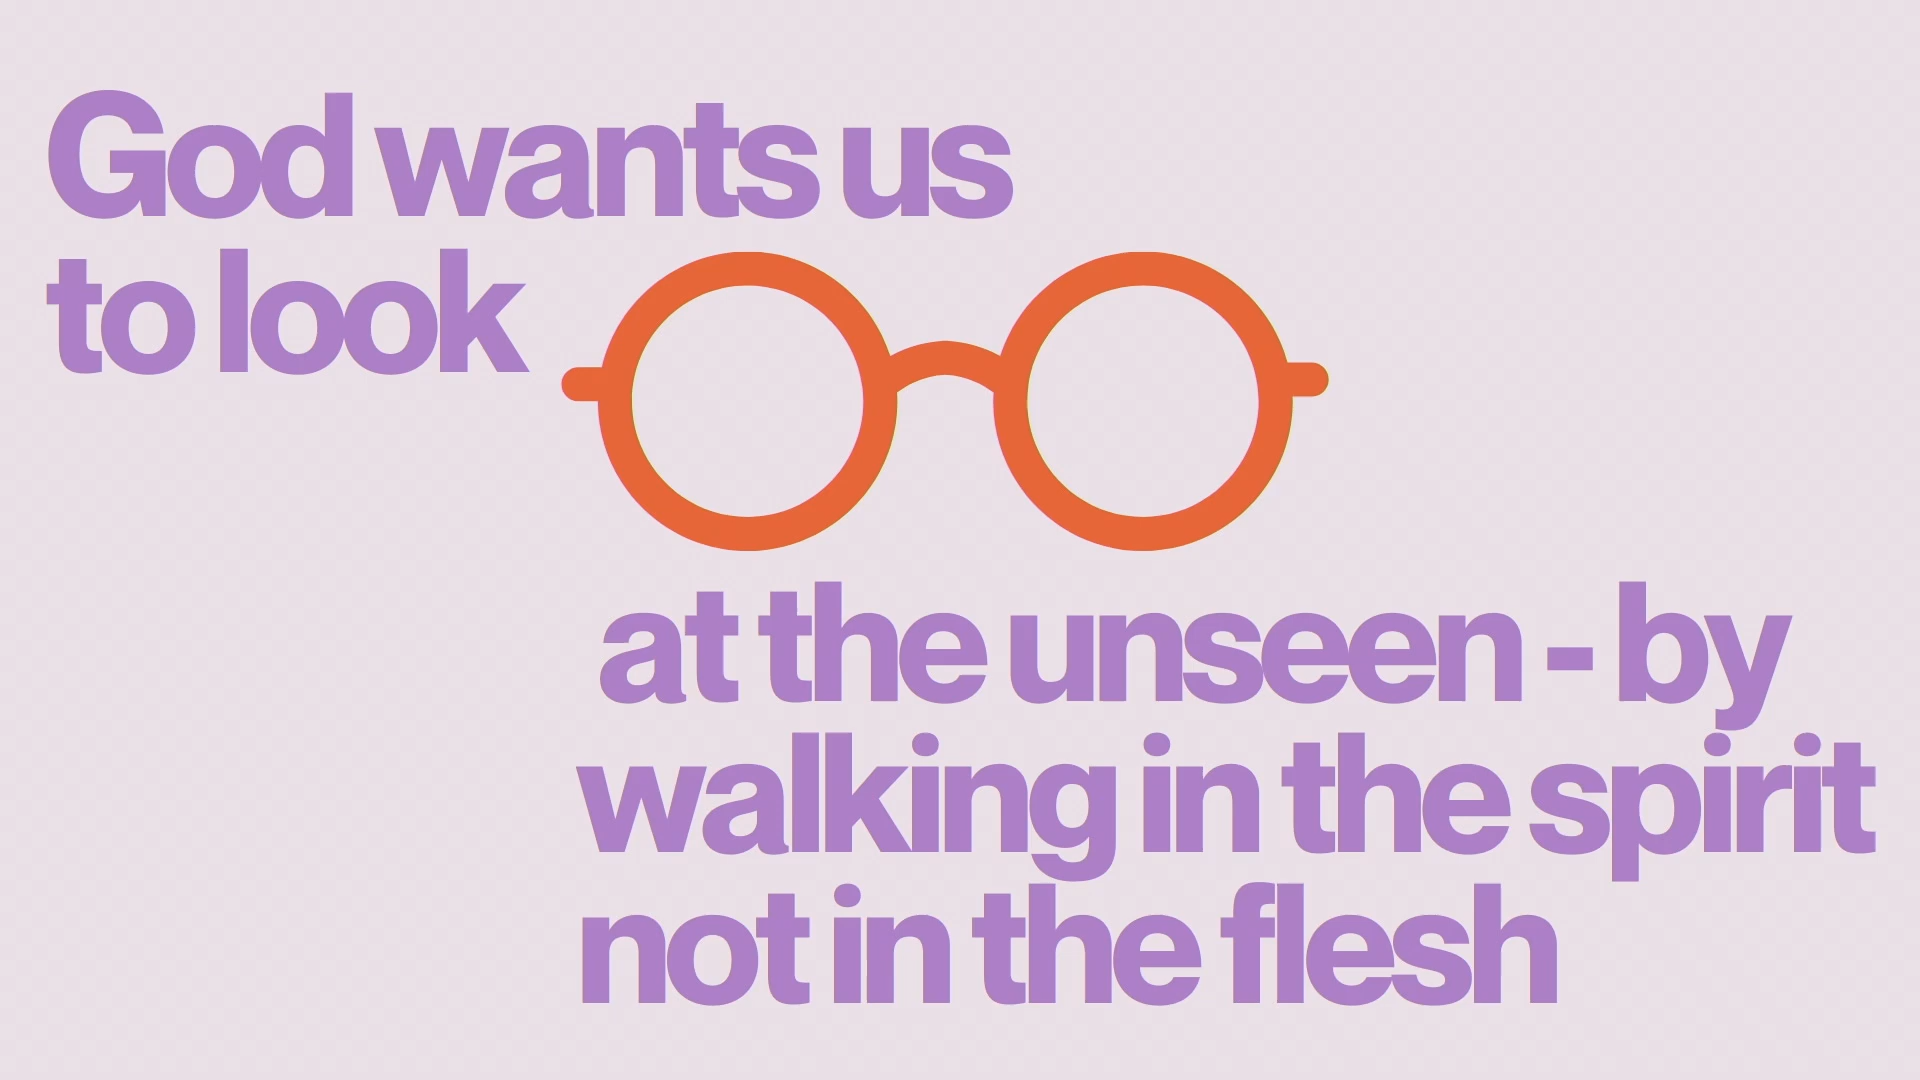 God wants us
to look
at the unseen - by
walking in the spirit
not in the flesh